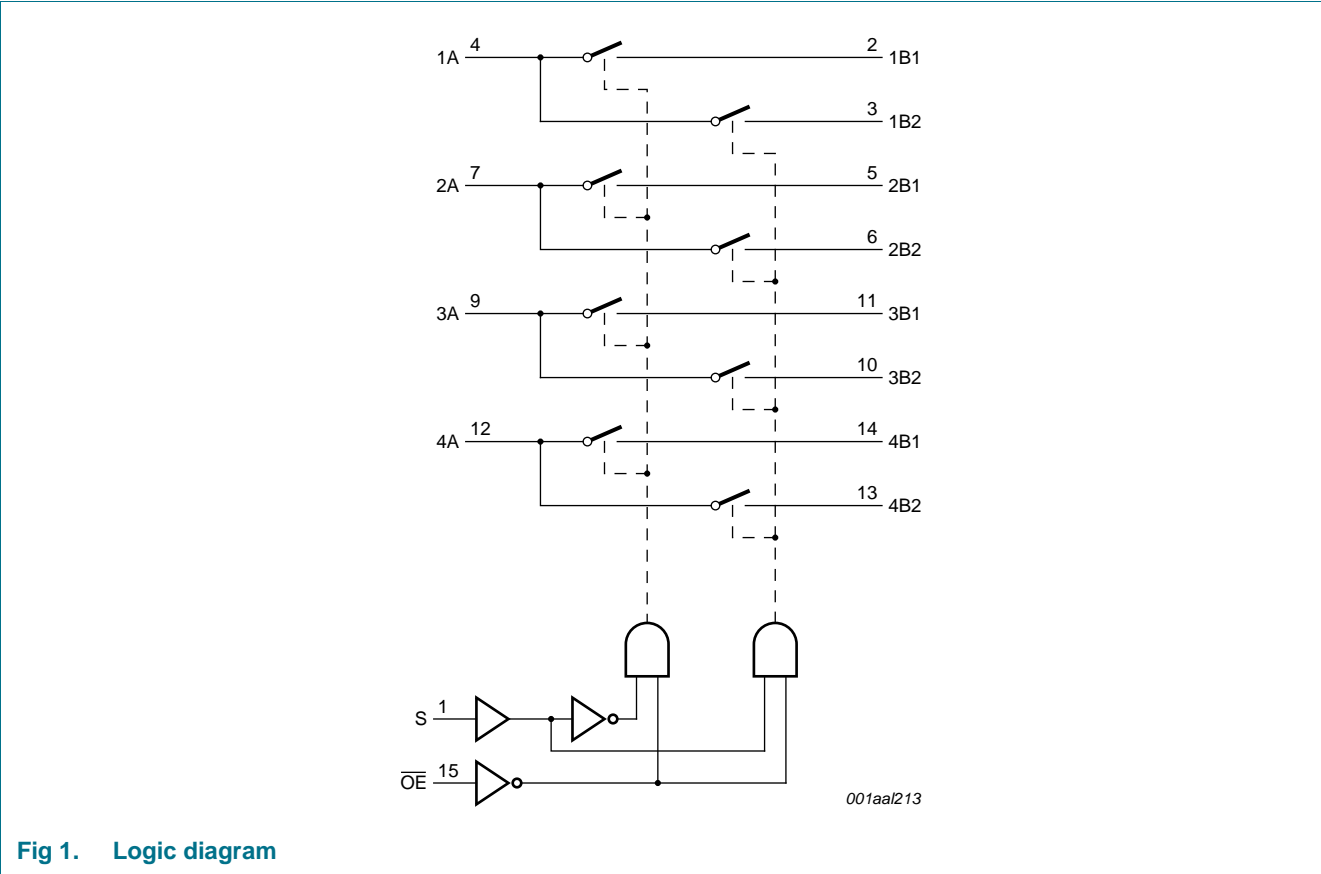 1A 4 2 1B1
3 1B2
2A 7 5 2B1
6 2B2
3A 9 11 3B1
10 3B2
4A 12 14 4B1
13 4B2
S 1
OE 15
001aal213
Fig 1. Logic diagram